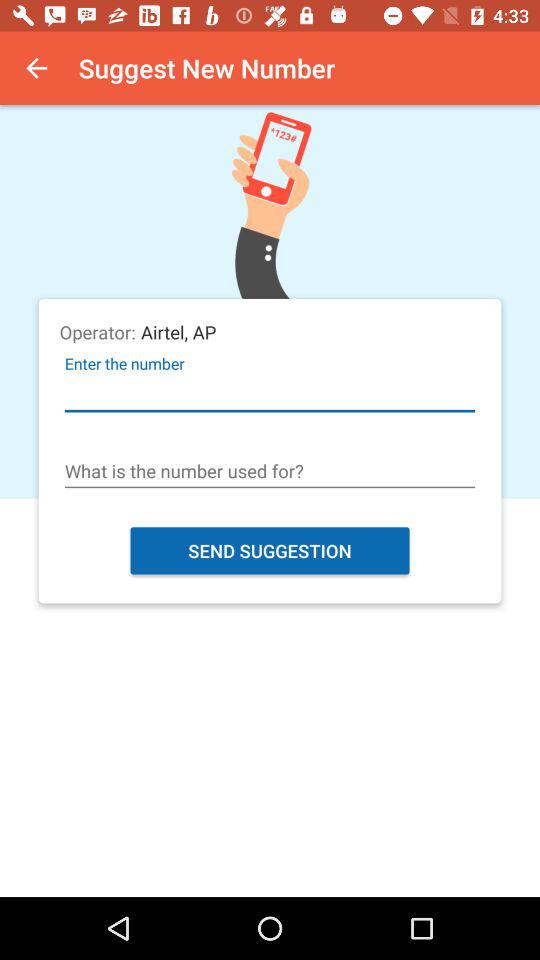 FAKE
4:33
Suggest New Number
*123#
Operator: Airtel, AP
Enter the number
What is the number used for?
SEND SUGGESTION